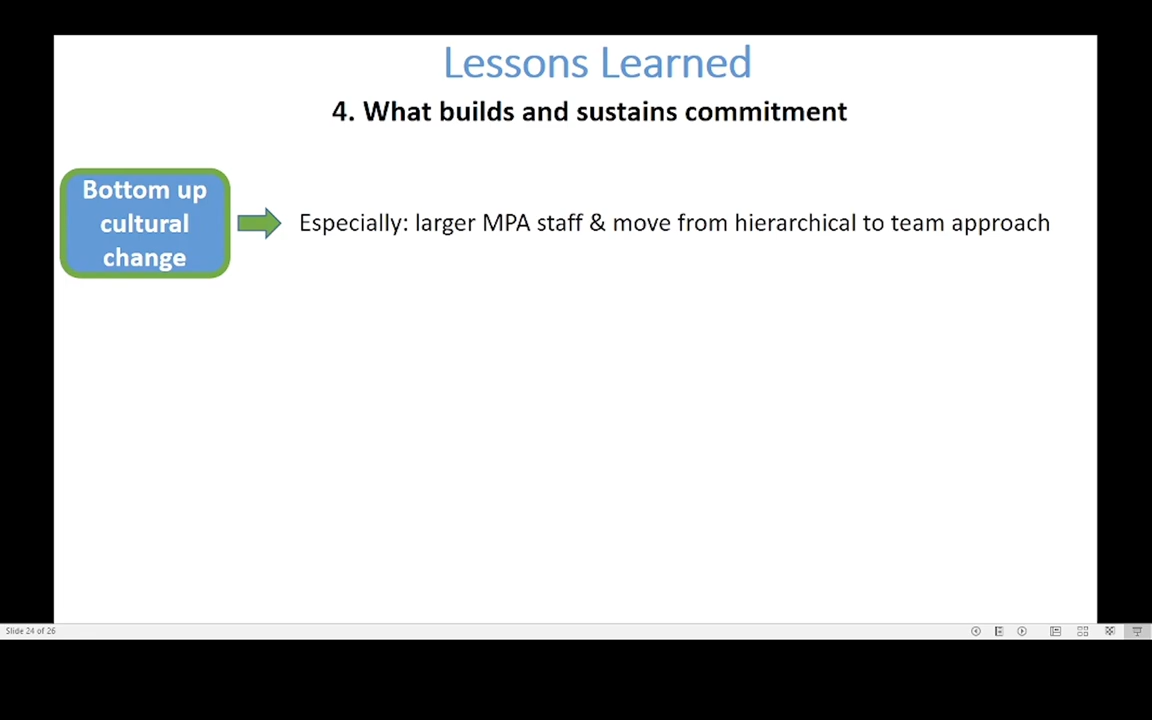 Lessons Learned
4. What builds and sustains commitment
Bottom up
cultural
change
Especially: larger MPA staff & move from hierarchical to team approach
Slide 24 of 26